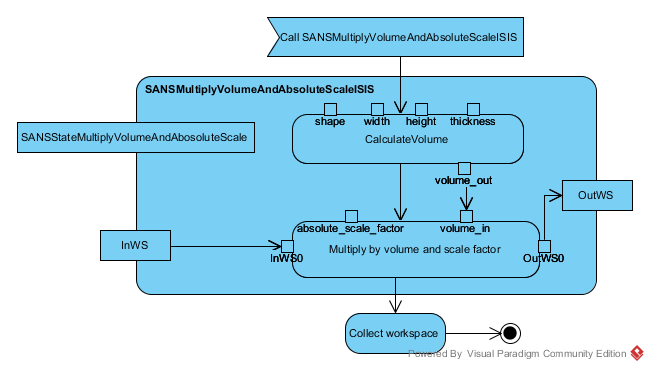 Call SANSMultiplyVolumeAndAbsoluteScaleISIS
SANSMultiplyVolumeAndAbsoluteScaleISIS
SANSStateMultiplyVolumeAndAbosoluteScale
shape
width
height
thickness
CalculateVolume
volume_out
OutWS
absolute_scale_factor
volume_in
InWS
InWS0
Multiply by volume and scale factor
OutWS0
Collect workspace
Powered By Visual Paradigm Community Edition